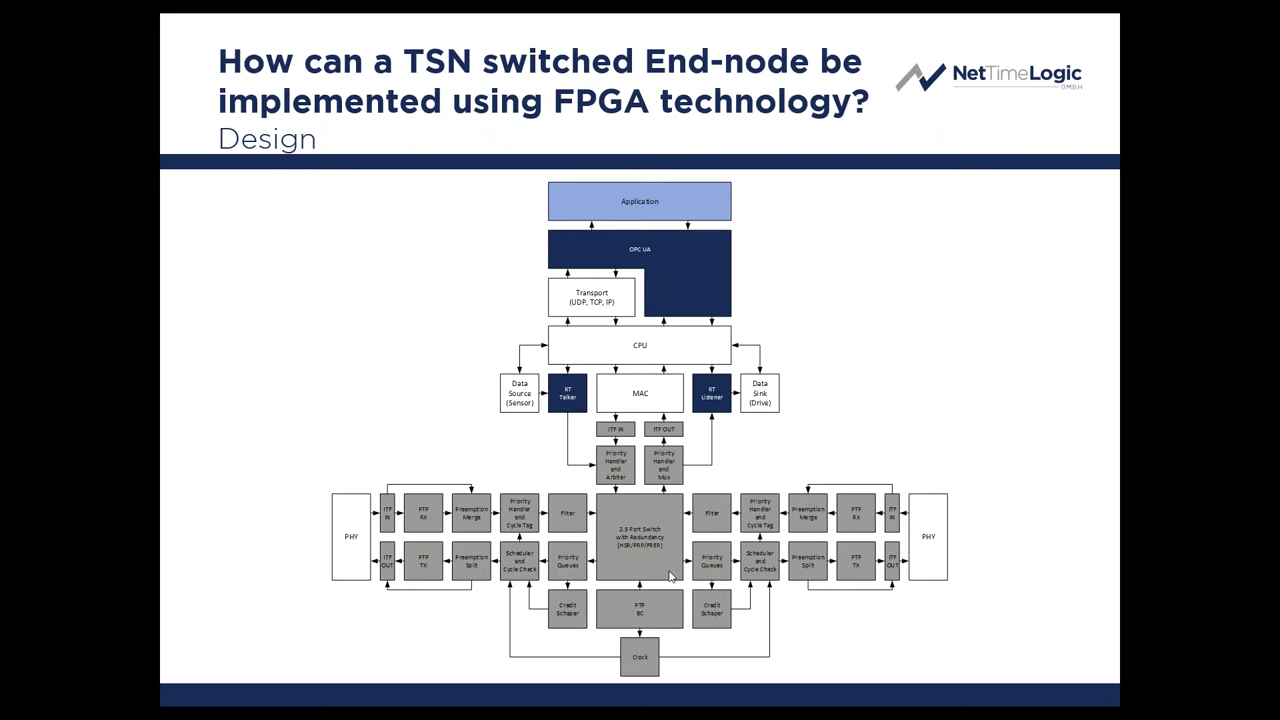 How can a TSN switched End-node be
implemented using FPGA technology?
Design
NetTimeLogic
GMBH
Application
OPC UA
Transport
(UDP, TCP, IP)
CPU
Data
Source
(Sensor)
RT
Talker
MAC
RT
Listener
Data
Sink
(Drive)
ITF IN
ITF OUT
Priority
Handler
and
Arbiter
Priority
Handler
and
Mux
PHY
ITF
IN
PTP
RX
Preemption
Merge
Priority
Handler
and
Cycle Tag
Filter
2.5 Port Switch
with Redundancy
(HSR/PRP/FRER)
Filter
Priority
Handler
and
Cycle Tag
Preemption
Merge
PTP
RX
ITF
IN
PHY
ITF
OUT
PTP
TX
Preemption
Split
Scheduler
and
Cycle Check
Priority
Queues
Priority
Queues
Scheduler
and
Cycle Check
Preemption
Split
PTP
TX
ITF
OUT
Credit
Schaper
PTP
BC
Credit
Schaper
Clock